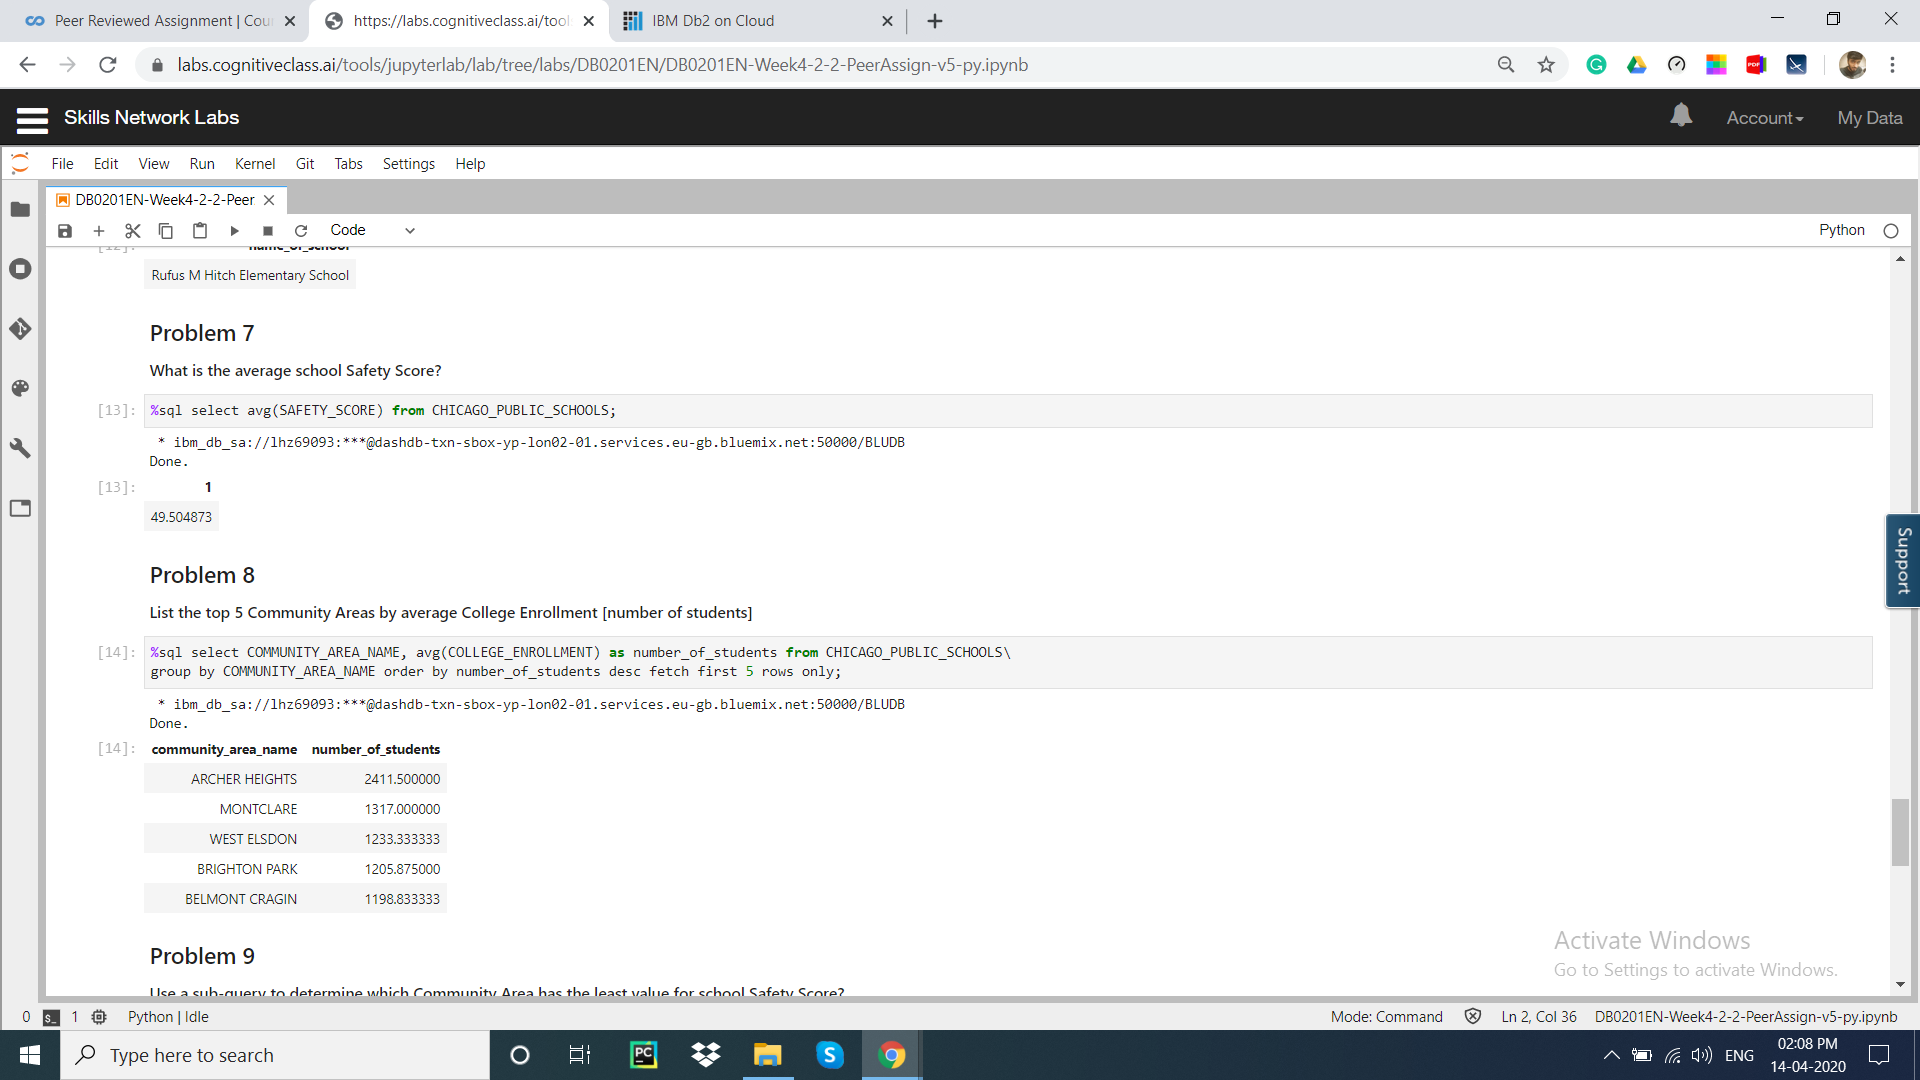 Peer Reviewed Assignment | Cour
https://labs.cognitiveclass.ai/tool
IBM Db2 on Cloud
labs.cognitiveclass.ai/tools/jupyterlab/lab/tree/labs/DB0201EN/DB0201EN-Week4-2-2-PeerAssign-v5-py.ipynb
Skills Network Labs
Account
My Data
File Edit View Run Kernel Git Tabs Settings Help
DB0201EN-Week4-2-2-Peer
Code
Python
[12]: name_of_school
Rufus M Hitch Elementary School
Problem 7
What is the average school Safety Score?
[13]: %sql select avg(SAFETY_SCORE) from CHICAGO_PUBLIC_SCHOOLS;
* ibm_db_sa://lhz69093:***@dashdb-txn-sbox-yp-lon02-01.services.eu-gb.bluemix.net:50000/BLUDB
Done.
[13]: 1
49.504873
Problem 8
List the top 5 Community Areas by average College Enrollment [number of students]
[14]: %sql select COMMUNITY_AREA_NAME, avg(COLLEGE_ENROLLMENT) as number_of_students from CHICAGO_PUBLIC_SCHOOLS\
group by COMMUNITY_AREA_NAME order by number_of_students desc fetch first 5 rows only;
* ibm_db_sa://lhz69093:***@dashdb-txn-sbox-yp-lon02-01.services.eu-gb.bluemix.net:50000/BLUDB
Done.
[14]: community_area_name number_of_students
ARCHER HEIGHTS 2411.500000
MONTCLARE 1317.000000
WEST ELSDON 1233.333333
BRIGHTON PARK 1205.875000
BELMONT CRAGIN 1198.833333
Problem 9
Use a sub-query to determine which Community Area has the least value for school Safety Score?
Support
Activate Windows
Go to Settings to activate Windows.
0 S_ 1 Python | Idle
Mode: Command Ln 2, Col 36 DB0201EN-Week4-2-2-PeerAssign-v5-py.ipynb
Type here to search
PC
S
ENG
02:08 PM
14-04-2020